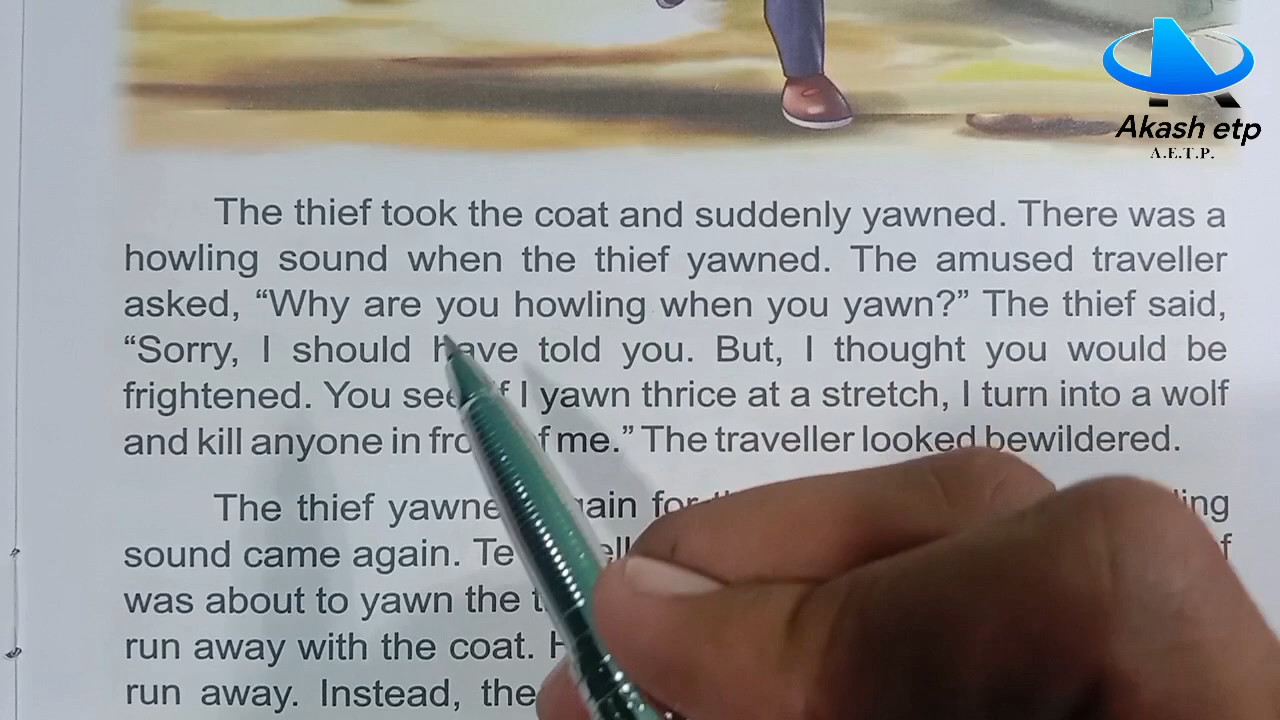 Akash etp
A.E.T.P.
The thief took the coat and suddenly yawned. There was a
howling sound when the thief yawned. The amused traveller
asked, “Why are you howling when you yawn?” The thief said,
“Sorry, I should have told you. But, I thought you would be
frightened. You see, if I yawn thrice at a stretch, I turn into a wolf
and kill anyone in front of me.” The traveller looked bewildered.
The thief yawned again for
sound came again.
was about to yawn the
run away with the coat.
run away. Instead, the